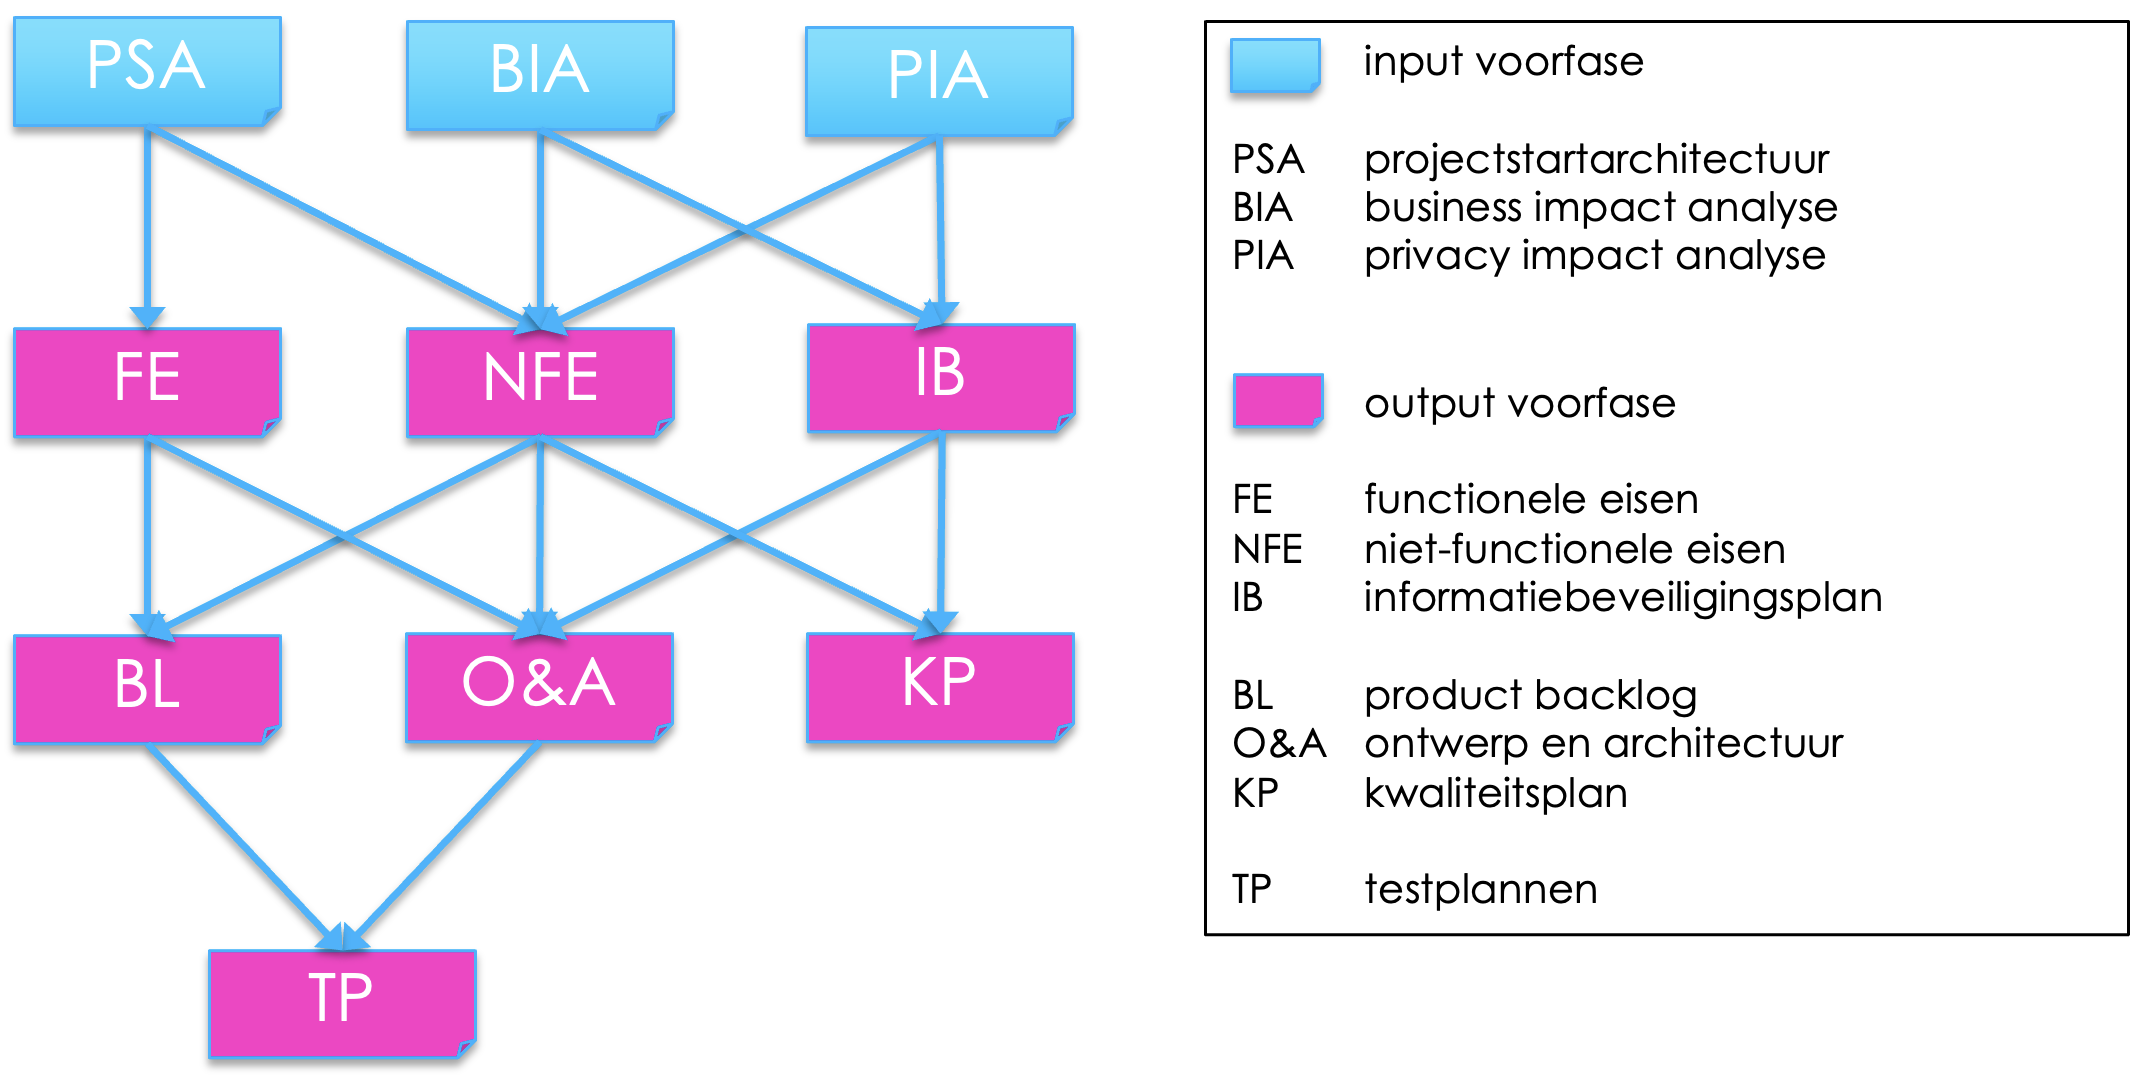 PSA
BIA
PIA
FE
NFE
IB
BL
O&A
KP
TP
input voorfase
PSA projectstartarchitectuur
BIA business impact analyse
PIA privacy impact analyse
output voorfase
FE functionele eisen
NFE niet-functionele eisen
IB informatiebeveiligingsplan
BL product backlog
O&A ontwerp en architectuur
KP kwaliteitsplan
TP testplannen